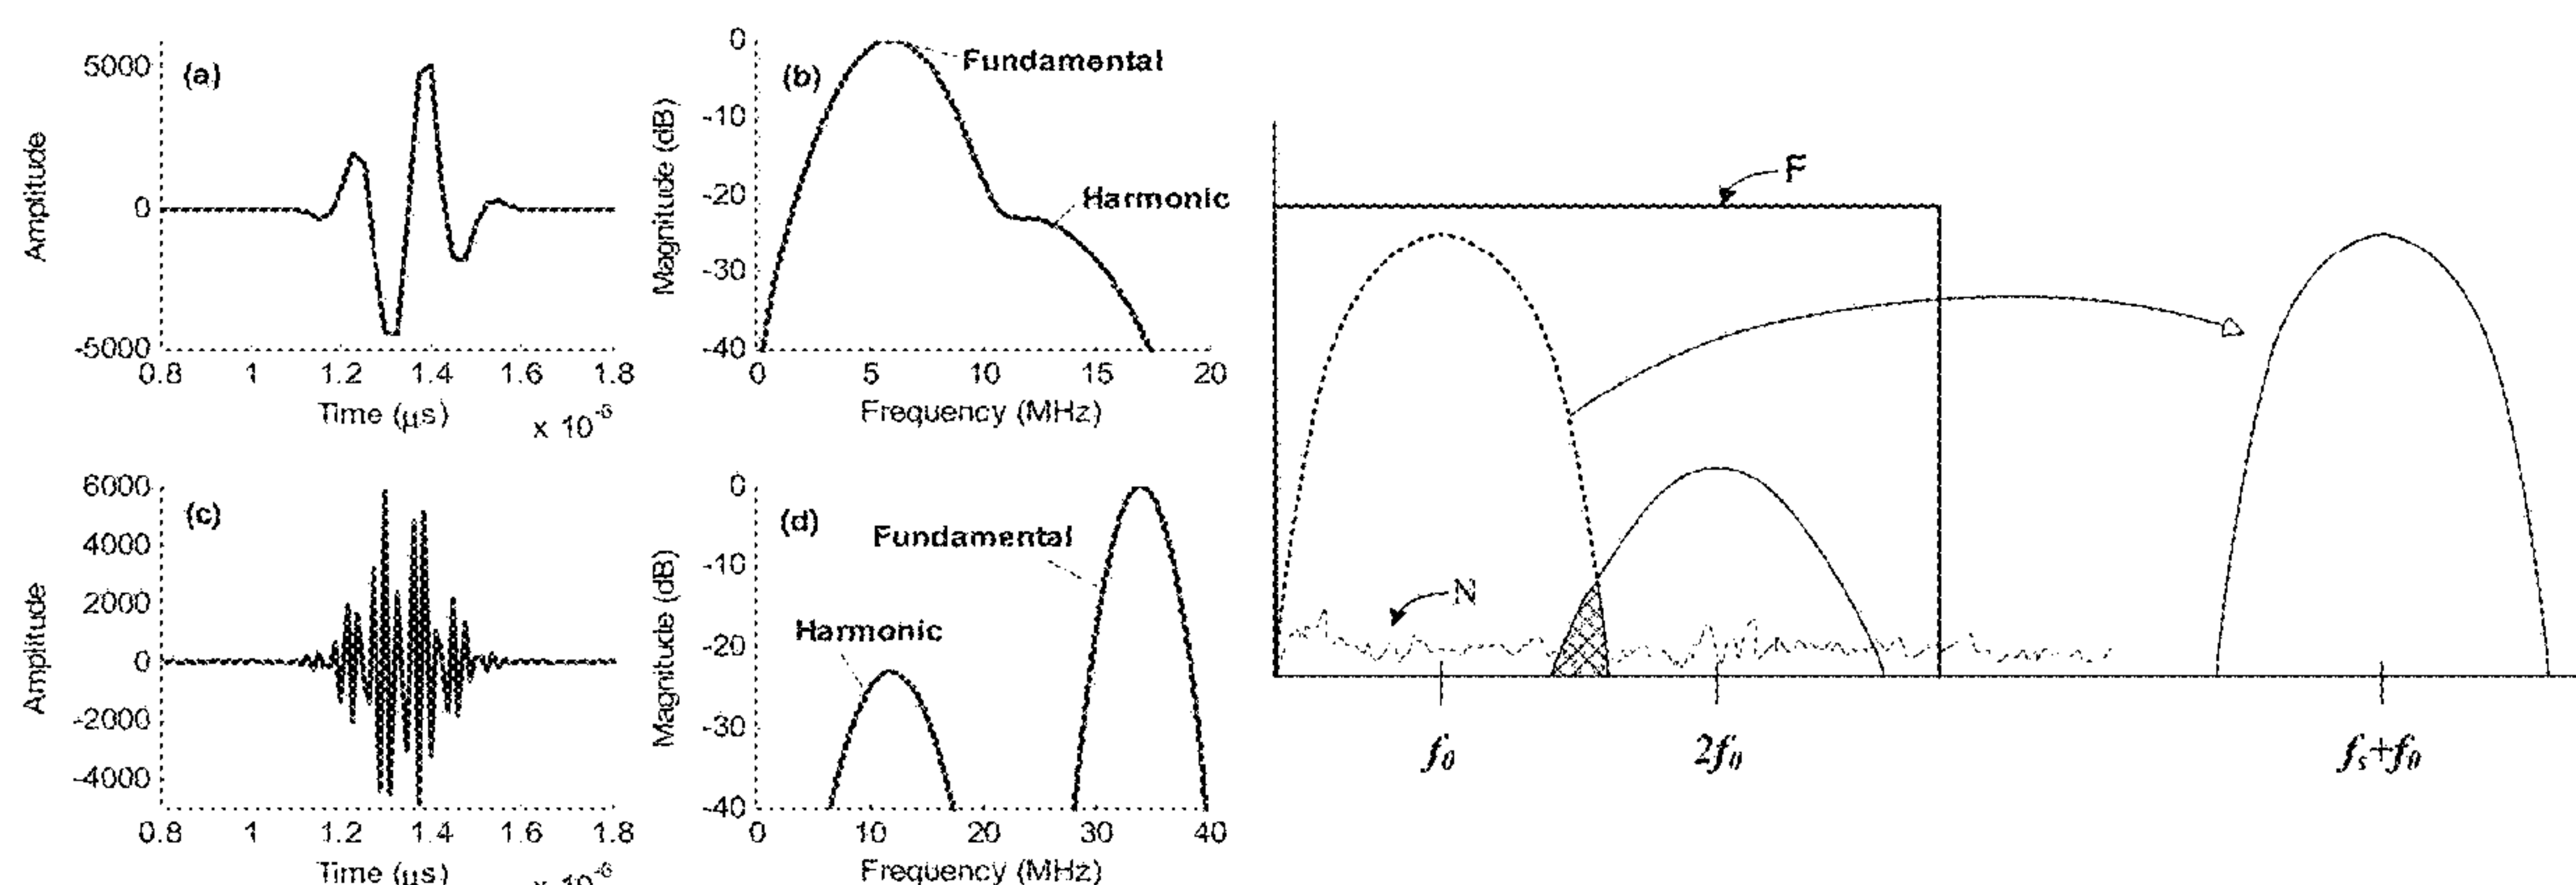 (a)
Amplitude
5000
0
-5000
0.8 1 1.2 1.4 1.6 1.8
Time (μs)
x 10-6
(b)
Magnitude (dB)
0
-10
-20
-30
-40
0 5 10 15 20
Frequency (MHz)
Fundamental
Harmonic
(c)
Amplitude
6000
4000
2000
0
-2000
-4000
0.8 1 1.2 1.4 1.6 1.8
Time (μs)
x 10-6
(d)
Magnitude (dB)
0
-10
-20
-30
-40
0 10 20 30 40
Frequency (MHz)
Fundamental
Harmonic
F
N
f0 2f0 fs+f0